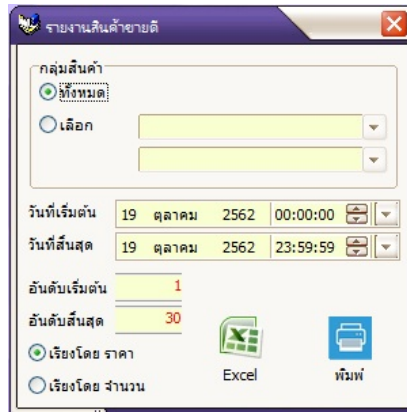 รายงานสินค้าขายดี
กลุ่มสินค้า
ทั้งหมด
เลือก
วันที่เริ่มต้น 19 ตุลาคม 2562 00:00:00
วันที่สิ้นสุด 19 ตุลาคม 2562 23:59:59
อันดับเริ่มต้น 1
อันดับสิ้นสุด 30
เรียงโดย ราคา
เรียงโดย จำนวน
Excel พิมพ์